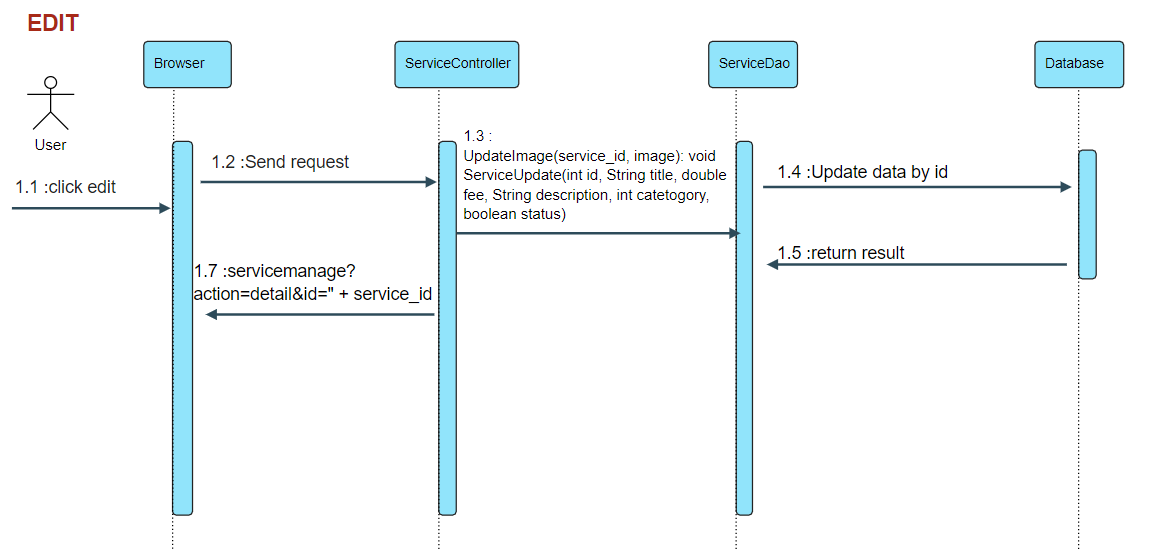 EDIT
Browser
ServiceController
ServiceDao
Database
User
1.1 :click edit
1.2 :Send request
1.3 :
UpdateImage(service_id, image): void
ServiceUpdate(int id, String title, double
fee, String description, int catetogory,
boolean status)
1.4 :Update data by id
1.5 :return result
1.7 :servicemanage?
action=detail&id=" + service_id